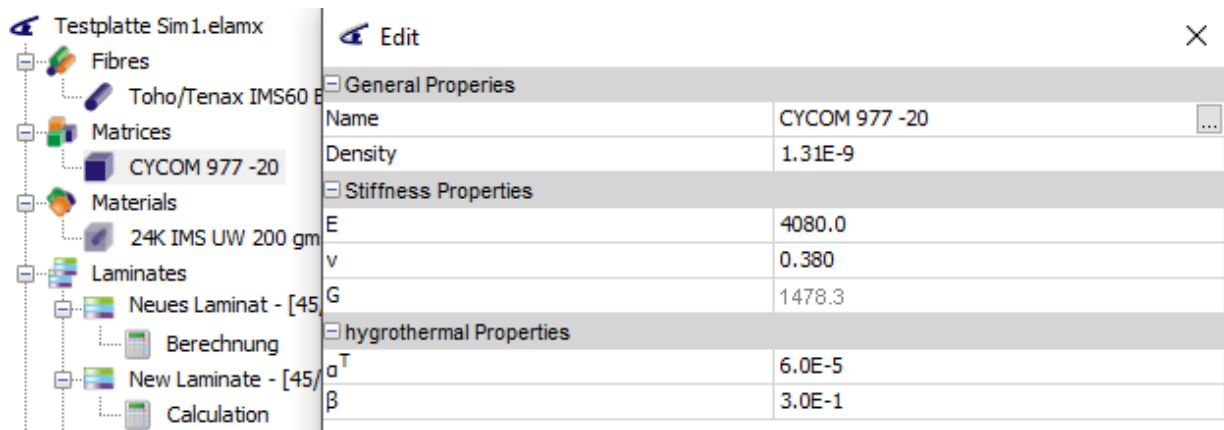 Testplatte Sim1.elamx
Fibres
Toho/Tenax IMS60
Matrices
CYCOM 977 -20
Materials
24K IMS UW 200 gm
Laminates
Neues Laminat - [45/
Berechnung
New Laminate - [45/
Calculation
Edit
General Properies
Name CYCOM 977 -20 ...
Density 1.31E-9
Stiffness Properties
E 4080.0
ν 0.380
G 1478.3
hygrothermal Properties
αᵀ 6.0E-5
β 3.0E-1